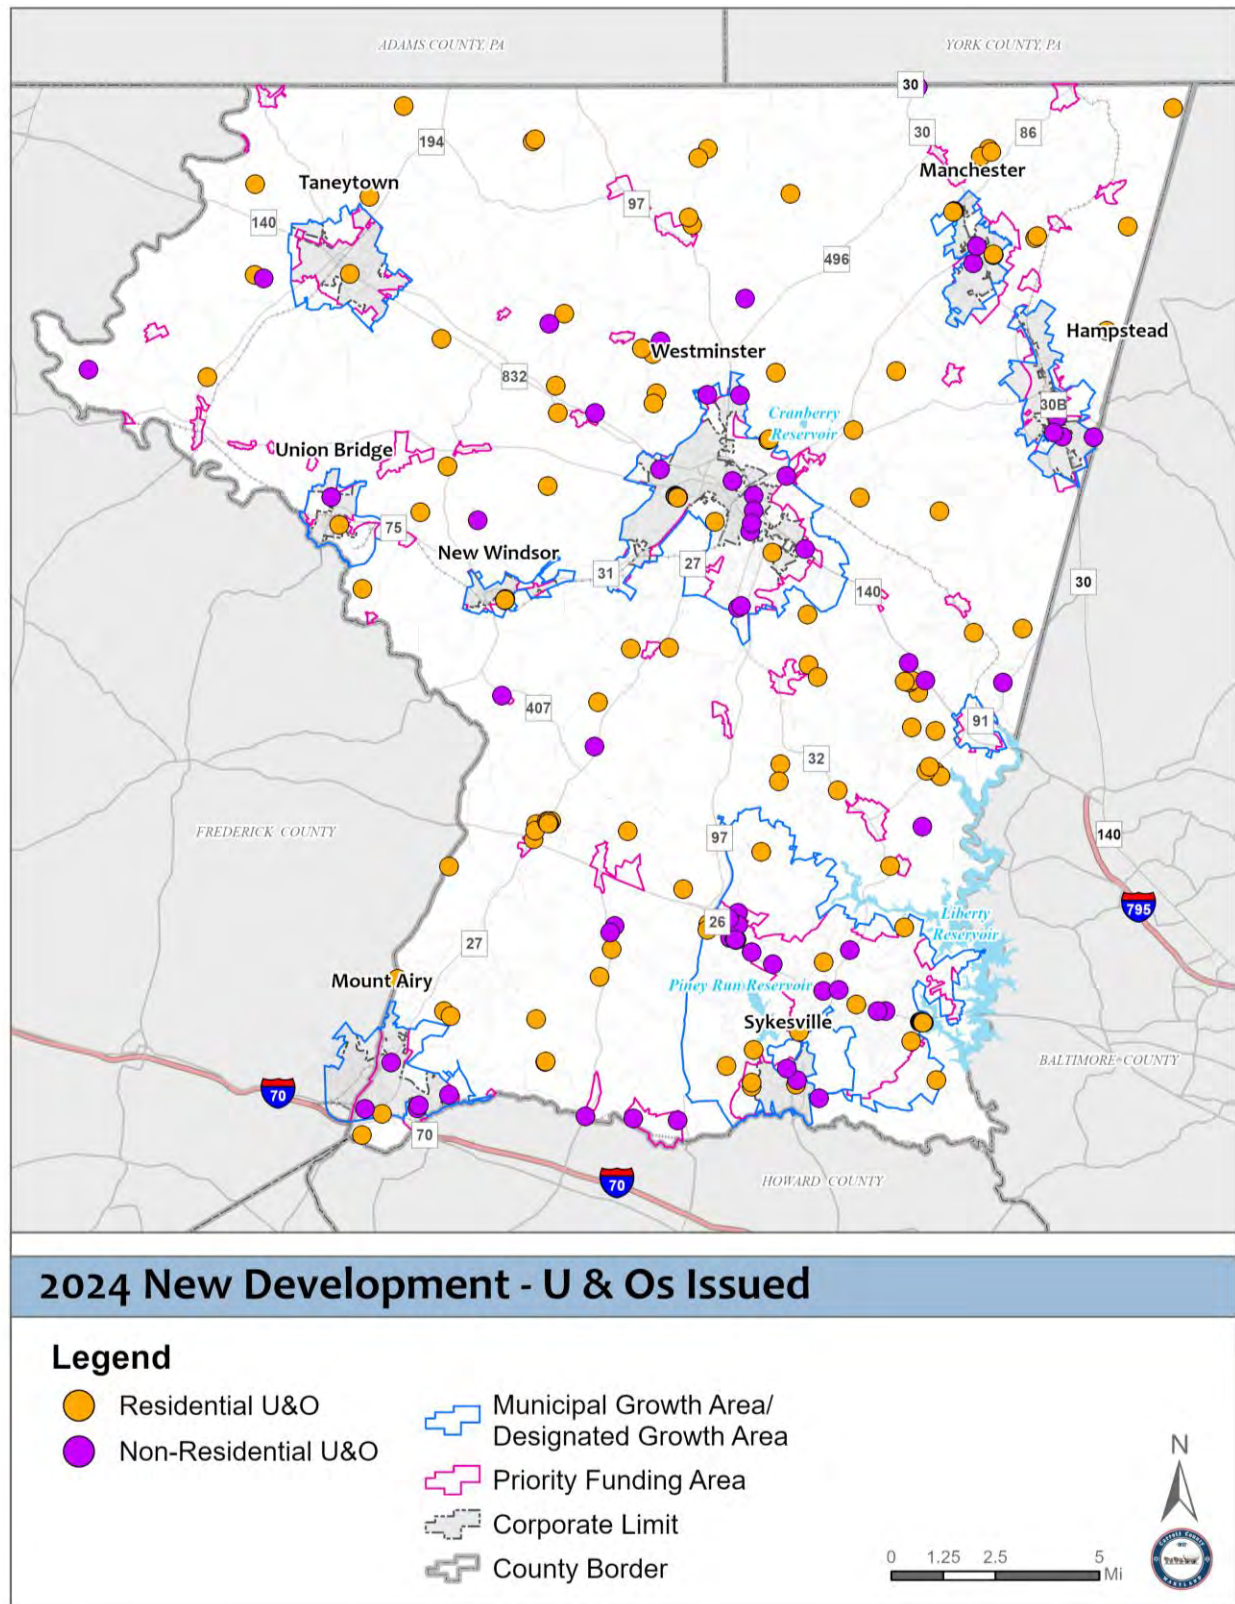 ADAMS COUNTY, PA
YORK COUNTY, PA
30
194
30
86
Manchester
Taneytown
97
140
496
Hampstead
Westminster
832
30B
Cranberry
Reservoir
Union Bridge
75
New Windsor
31
27
30
140
407
91
32
FREDERICK COUNTY
97
140
795
26
Liberty
Reservoir
27
Mount Airy
Piney Run Reservoir
Sykesville
BALTIMORE COUNTY
70
70
70
HOWARD COUNTY
2024 New Development - U & Os Issued
Legend
Residential U&O
Non-Residential U&O
Municipal Growth Area/
Designated Growth Area
Priority Funding Area
Corporate Limit
County Border
N
0 1.25 2.5 5
Mi
Carroll County
MARYLAND